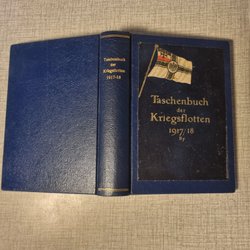 Taschenbuch
der
Kriegsflotten
1917-18
Taschenbuch
der
Kriegsflotten
1917/18